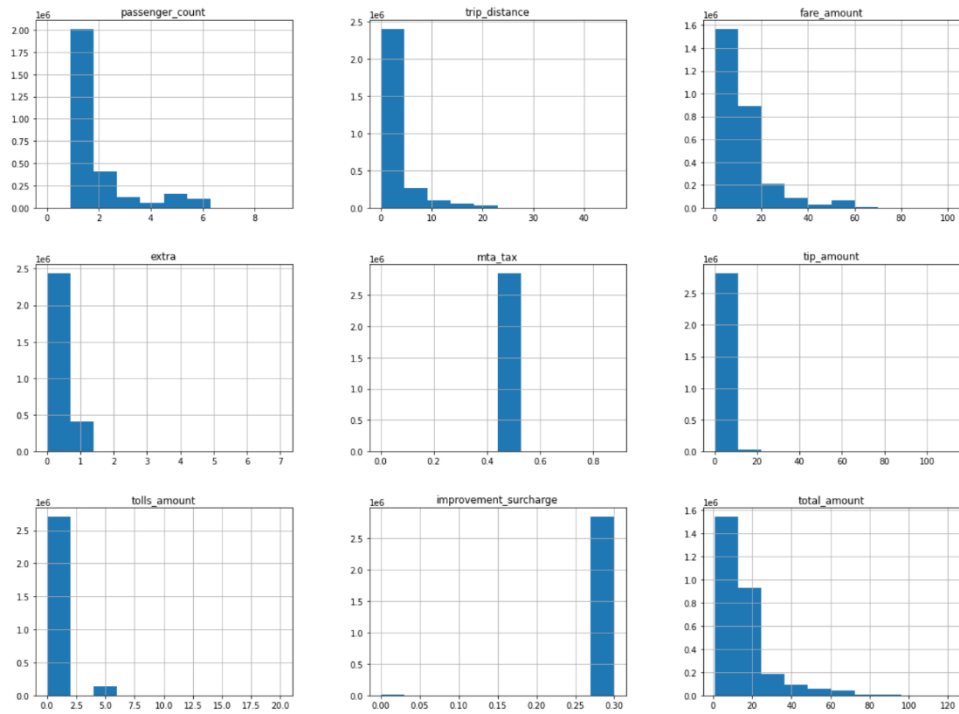 passenger_count
1e6
2.00
1.75
1.50
1.25
1.00
0.75
0.50
0.25
0.00
0 2 4 6 8
trip_distance
1e6
2.5
2.0
1.5
1.0
0.5
0.0
0 10 20 30 40
fare_amount
1e6
1.6
1.4
1.2
1.0
0.8
0.6
0.4
0.2
0.0
0 20 40 60 80 100
extra
1e6
2.5
2.0
1.5
1.0
0.5
0.0
0 1 2 3 4 5 6 7
mta_tax
1e6
2.5
2.0
1.5
1.0
0.5
0.0
0.0 0.2 0.4 0.6 0.8
tip_amount
1e6
2.5
2.0
1.5
1.0
0.5
0.0
0 20 40 60 80 100
tolls_amount
1e6
2.5
2.0
1.5
1.0
0.5
0.0
0.0 2.5 5.0 7.5 10.0 12.5 15.0 17.5 20.0
improvement_surcharge
1e6
2.5
2.0
1.5
1.0
0.5
0.0
0.00 0.05 0.10 0.15 0.20 0.25 0.30
total_amount
1e6
1.6
1.4
1.2
1.0
0.8
0.6
0.4
0.2
0.0
0 20 40 60 80 100 120